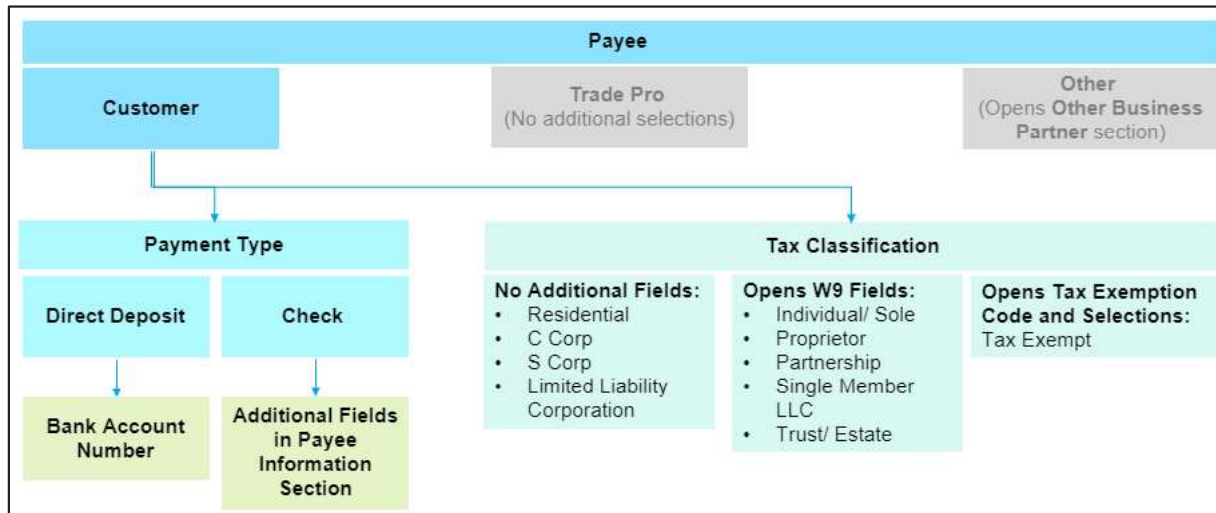 Payee
Customer
Trade Pro
(No additional selections)
Other
(Opens Other Business
Partner section)
Payment Type
Tax Classification
Direct Deposit
Check
No Additional Fields:
• Residential
• C Corp
• S Corp
• Limited Liability
Corporation
Opens W9 Fields:
• Individual/ Sole
• Proprietor
• Partnership
• Single Member
LLC
• Trust/ Estate
Opens Tax Exemption
Code and Selections:
Tax Exempt
Bank Account
Number
Additional Fields
in Payee
Information
Section